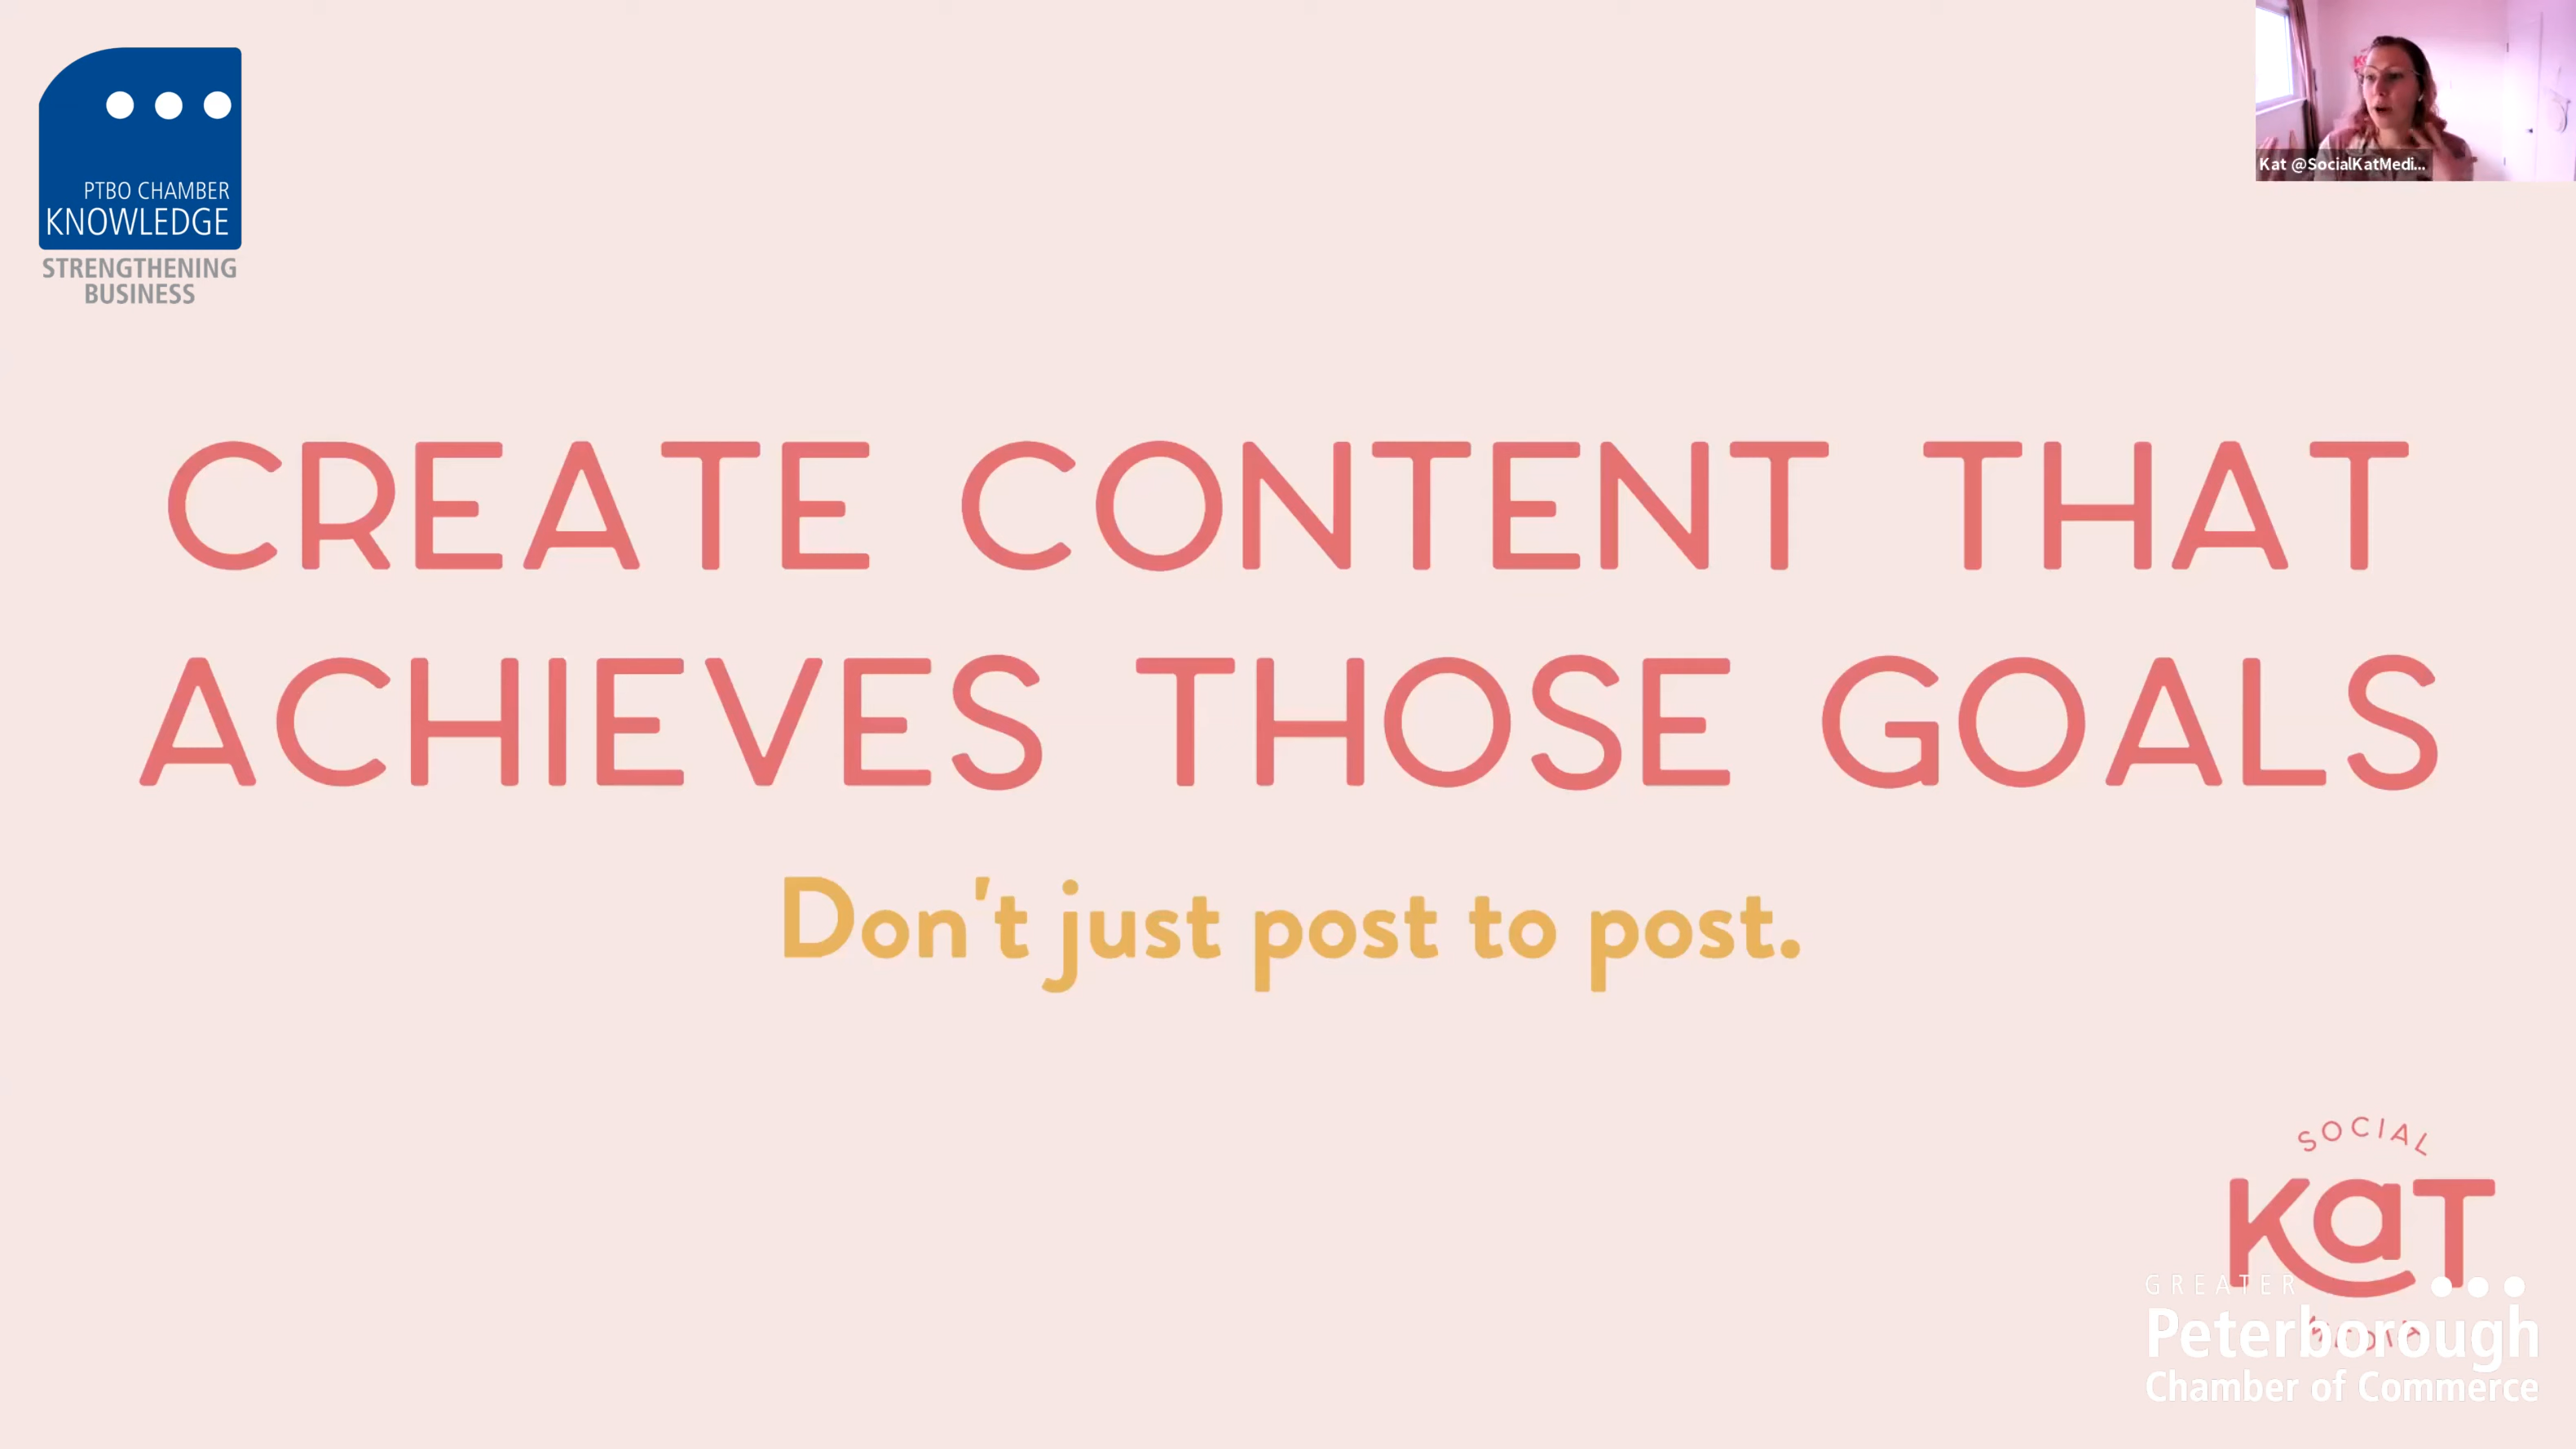 PTBO CHAMBER
KNOWLEDGE
STRENGTHENING
BUSINESS
Kat @SocialKatMedi...
CREATE CONTENT THAT
ACHIEVES THOSE GOALS
Don't just post to post.
SOCIAL
KaT
MEDIA
GREATER
Peterborough
Chamber of Commerce